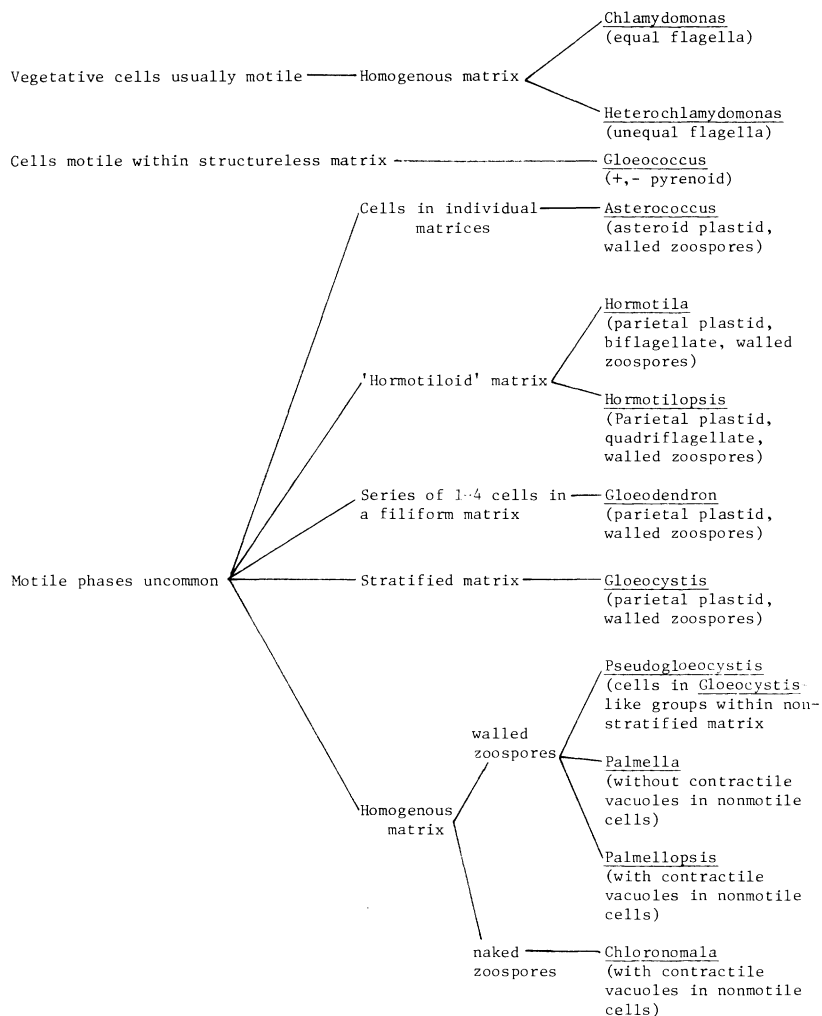 Chlamydomonas
(equal flagella)
Vegetative cells usually motile
Homogenous matrix
Heterochlamydomonas
(unequal flagella)
Cells motile within structureless matrix
Gloeococcus
(+,- pyrenoid)
Cells in individual
matrices
Asterococcus
(asteroid plastid,
walled zoospores)
Hormotila
(parietal plastid,
biflagellate, walled
zoospores)
'Hormotiloid' matrix
Hormotilopsis
(Parietal plastid,
quadriflagellate,
walled zoospores)
Series of 1-4 cells in
a filiform matrix
Gloeodendron
(parietal plastid,
walled zoospores)
Motile phases uncommon
Stratified matrix
Gloeocystis
(parietal plastid,
walled zoospores)
Pseudogloeocystis
(cells in Gloeocystis-
like groups within non-
stratified matrix
walled
zoospores
Palmella
(without contractile
vacuoles in nonmotile
cells)
Homogenous
matrix
Palmellopsis
(with contractile
vacuoles in nonmotile
cells)
naked
zoospores
Chloronomala
(with contractile
vacuoles in nonmotile
cells)